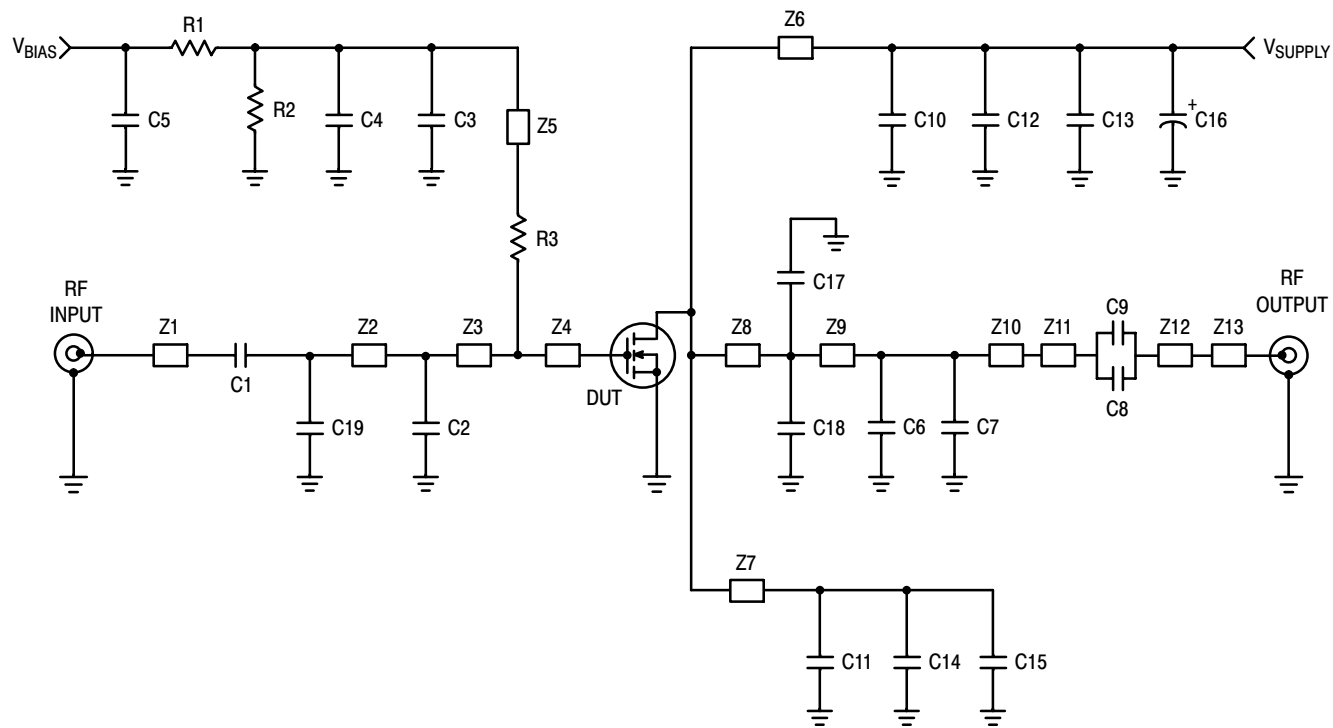 R1
Z6
V_BIAS
V_SUPPLY
C5
R2
C4
C3
Z5
C10
C12
C13
+
C16
R3
C17
RF
INPUT
RF
OUTPUT
Z1
Z2
Z3
Z4
Z8
Z9
Z10
Z11
C9
Z12
Z13
C1
DUT
C8
C19
C2
C18
C6
C7
Z7
C11
C14
C15